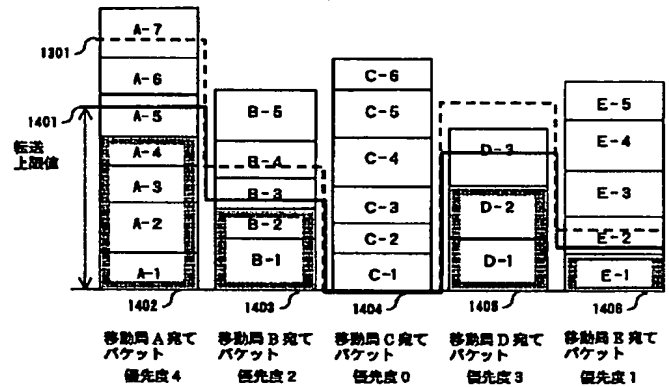 A-7
1301
A-6
C-6
1401
A-5
B-5
C-5
E-5
転送
上限値
A-4
B-4
C-4
D-3
E-4
A-3
B-3
C-3
D-2
E-3
A-2
B-2
C-2
E-2
A-1
B-1
C-1
D-1
E-1
1402
1403
1404
1405
1406
移動局A宛て
パケット
優先度4
移動局B宛て
パケット
優先度2
移動局C宛て
パケット
優先度0
移動局D宛て
パケット
優先度3
移動局E宛て
パケット
優先度1